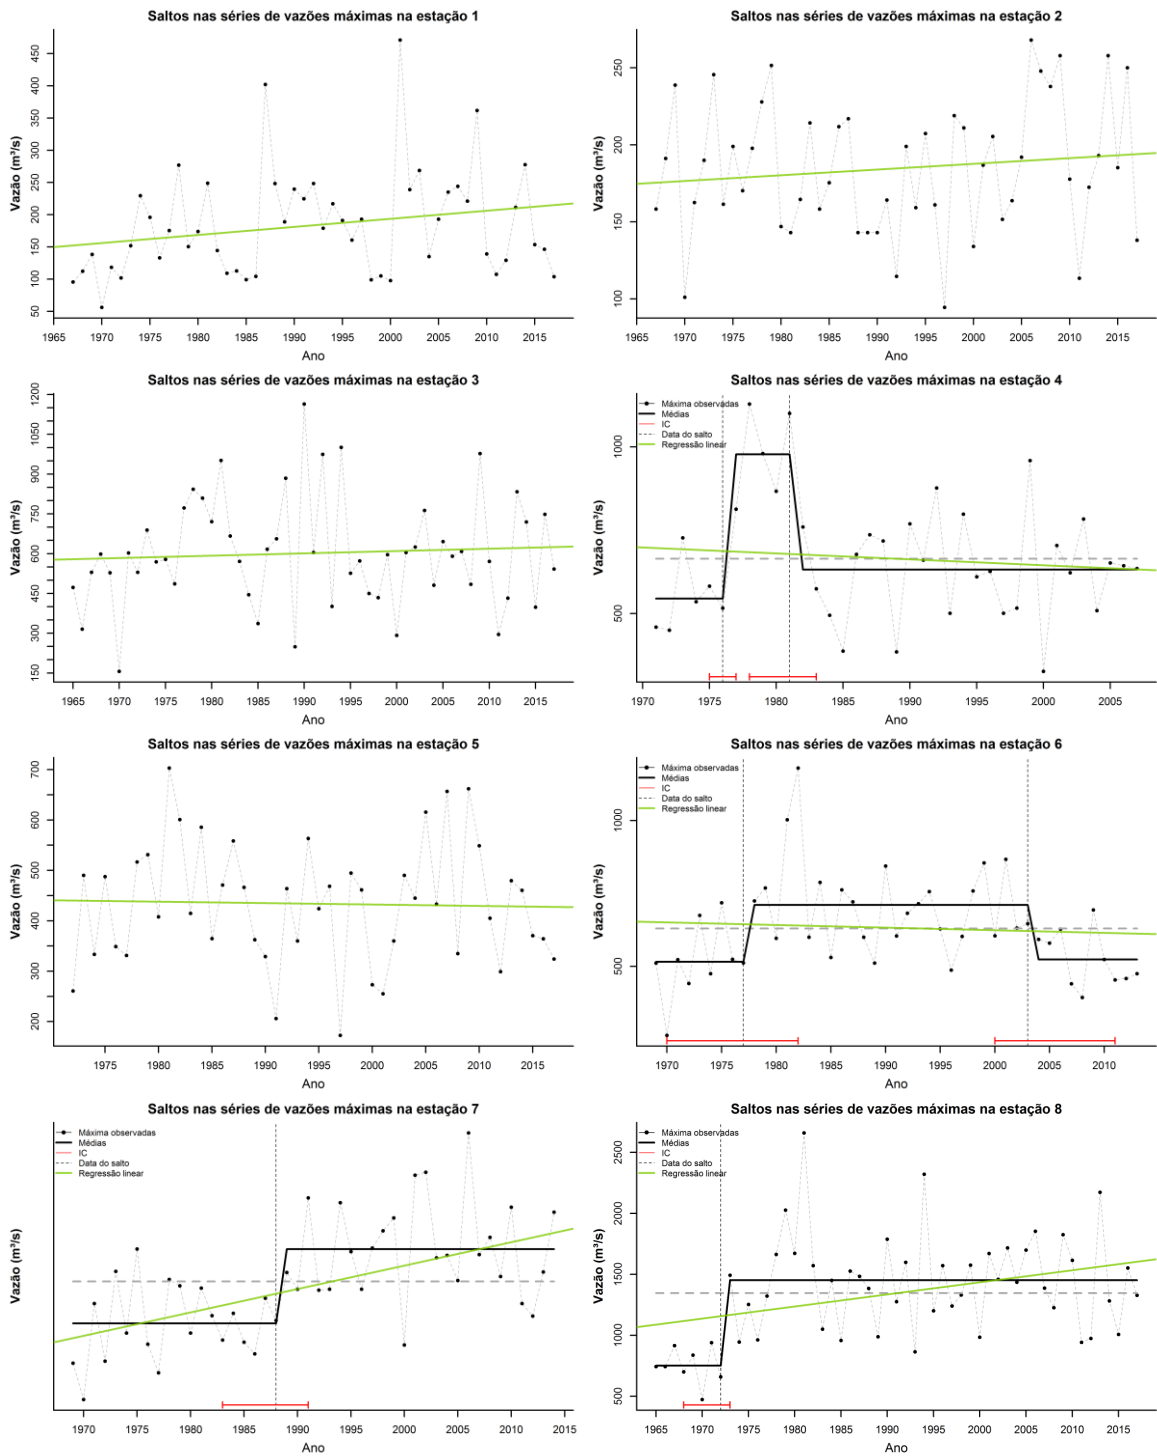 Saltos nas séries de vazões máximas na estação 1
Vazão (m³/s)
50 100 150 200 250 300 350 400 450
1965 1970 1975 1980 1985 1990 1995 2000 2005 2010 2015
Ano
Saltos nas séries de vazões máximas na estação 2
Vazão (m³/s)
100 150 200 250
1965 1970 1975 1980 1985 1990 1995 2000 2005 2010 2015
Ano
Saltos nas séries de vazões máximas na estação 3
Vazão (m³/s)
150 300 450 600 750 900 1050 1200
1965 1970 1975 1980 1985 1990 1995 2000 2005 2010 2015
Ano
Saltos nas séries de vazões máximas na estação 4
Máxima observadas
Médias
IC
Data do salto
Regressão linear
Vazão (m³/s)
500 1000
1970 1975 1980 1985 1990 1995 2000 2005
Ano
Saltos nas séries de vazões máximas na estação 5
Vazão (m³/s)
200 300 400 500 600 700
1975 1980 1985 1990 1995 2000 2005 2010 2015
Ano
Saltos nas séries de vazões máximas na estação 6
Máxima observadas
Médias
IC
Data do salto
Regressão linear
Vazão (m³/s)
500 1000
1970 1975 1980 1985 1990 1995 2000 2005 2010
Ano
Saltos nas séries de vazões máximas na estação 7
Máxima observadas
Médias
IC
Data do salto
Regressão linear
Vazão (m³/s)
1970 1975 1980 1985 1990 1995 2000 2005 2010 2015
Ano
Saltos nas séries de vazões máximas na estação 8
Máxima observadas
Médias
IC
Data do salto
Regressão linear
Vazão (m³/s)
500 1000 1500 2000 2500
1965 1970 1975 1980 1985 1990 1995 2000 2005 2010 2015
Ano